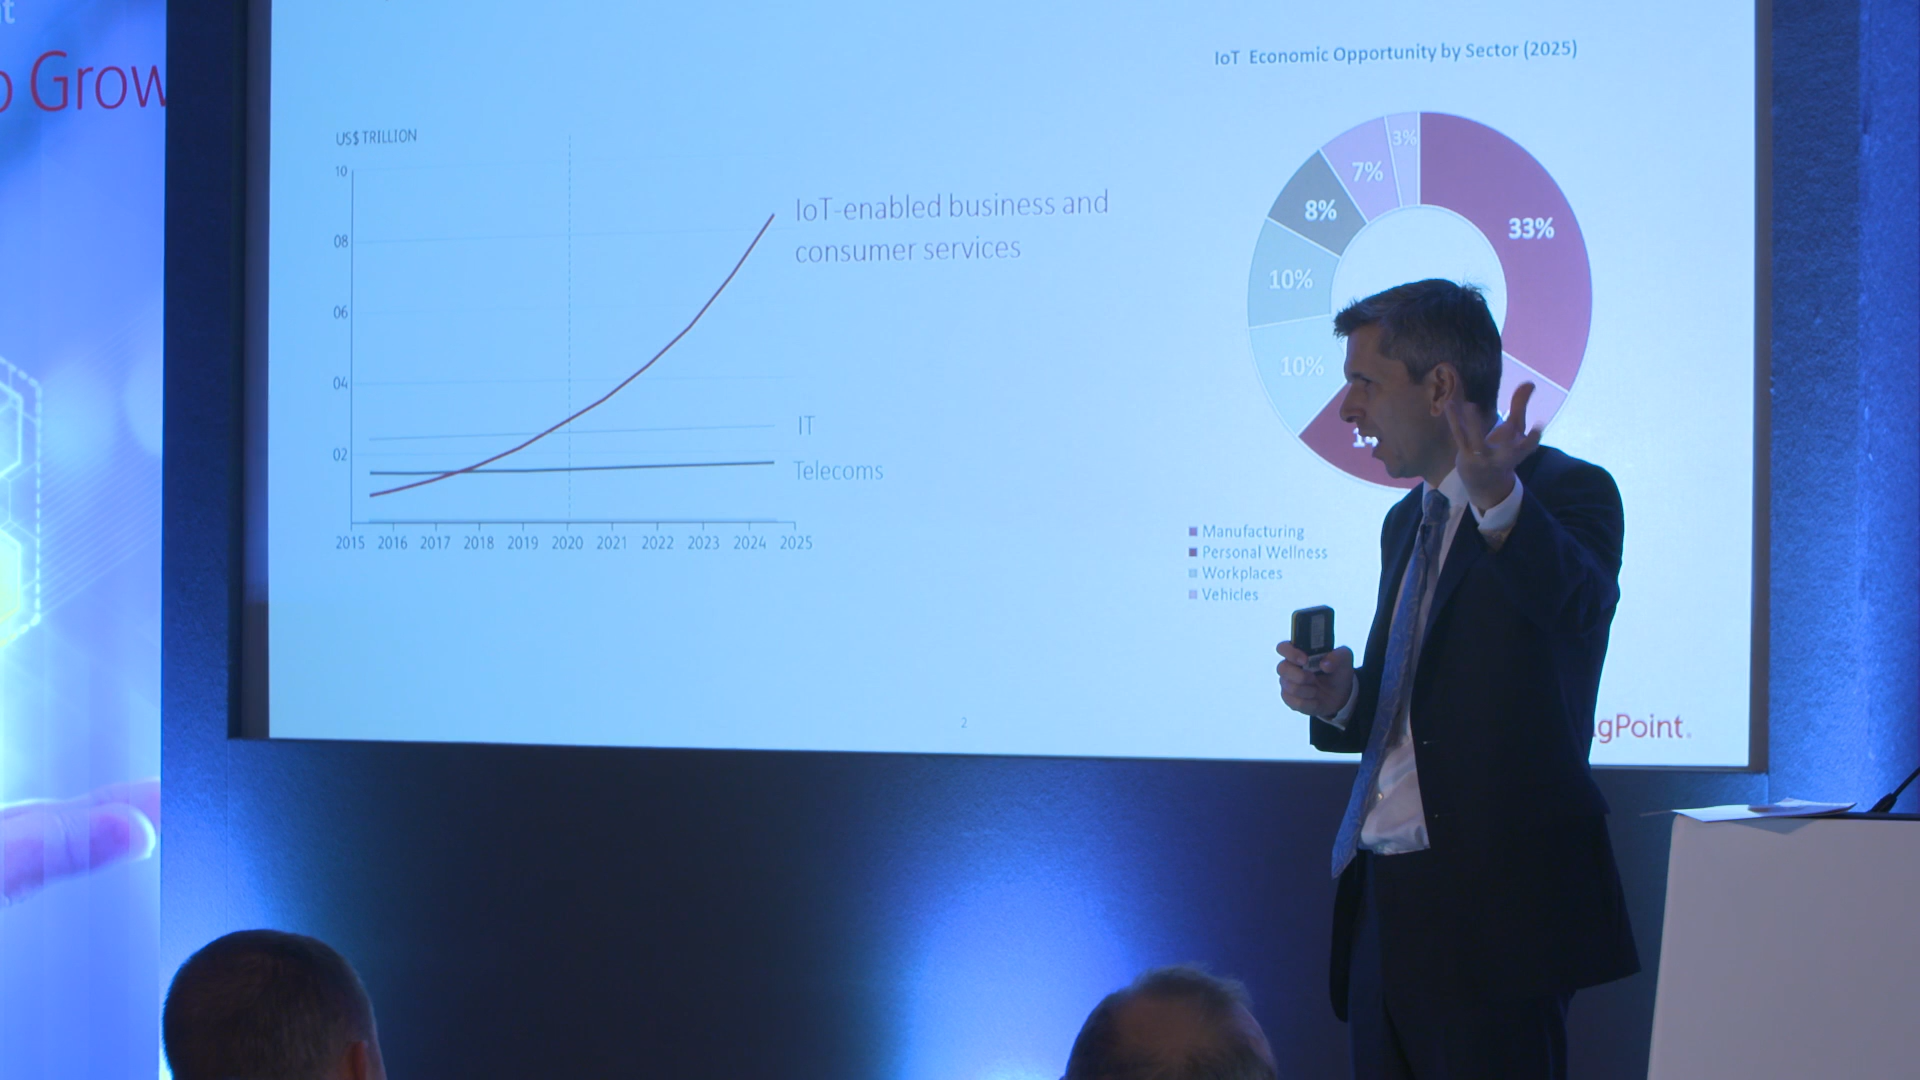 t
o Grow
US$ TRILLION
10
08
06
04
02
2015 2016 2017 2018 2019 2020 2021 2022 2023 2024 2025
IoT-enabled business and
consumer services
IT
Telecoms
IoT Economic Opportunity by Sector (2025)
3%
7%
33%
8%
10%
10%
Manufacturing
Personal Wellness
Workplaces
Vehicles
2
gPoint.